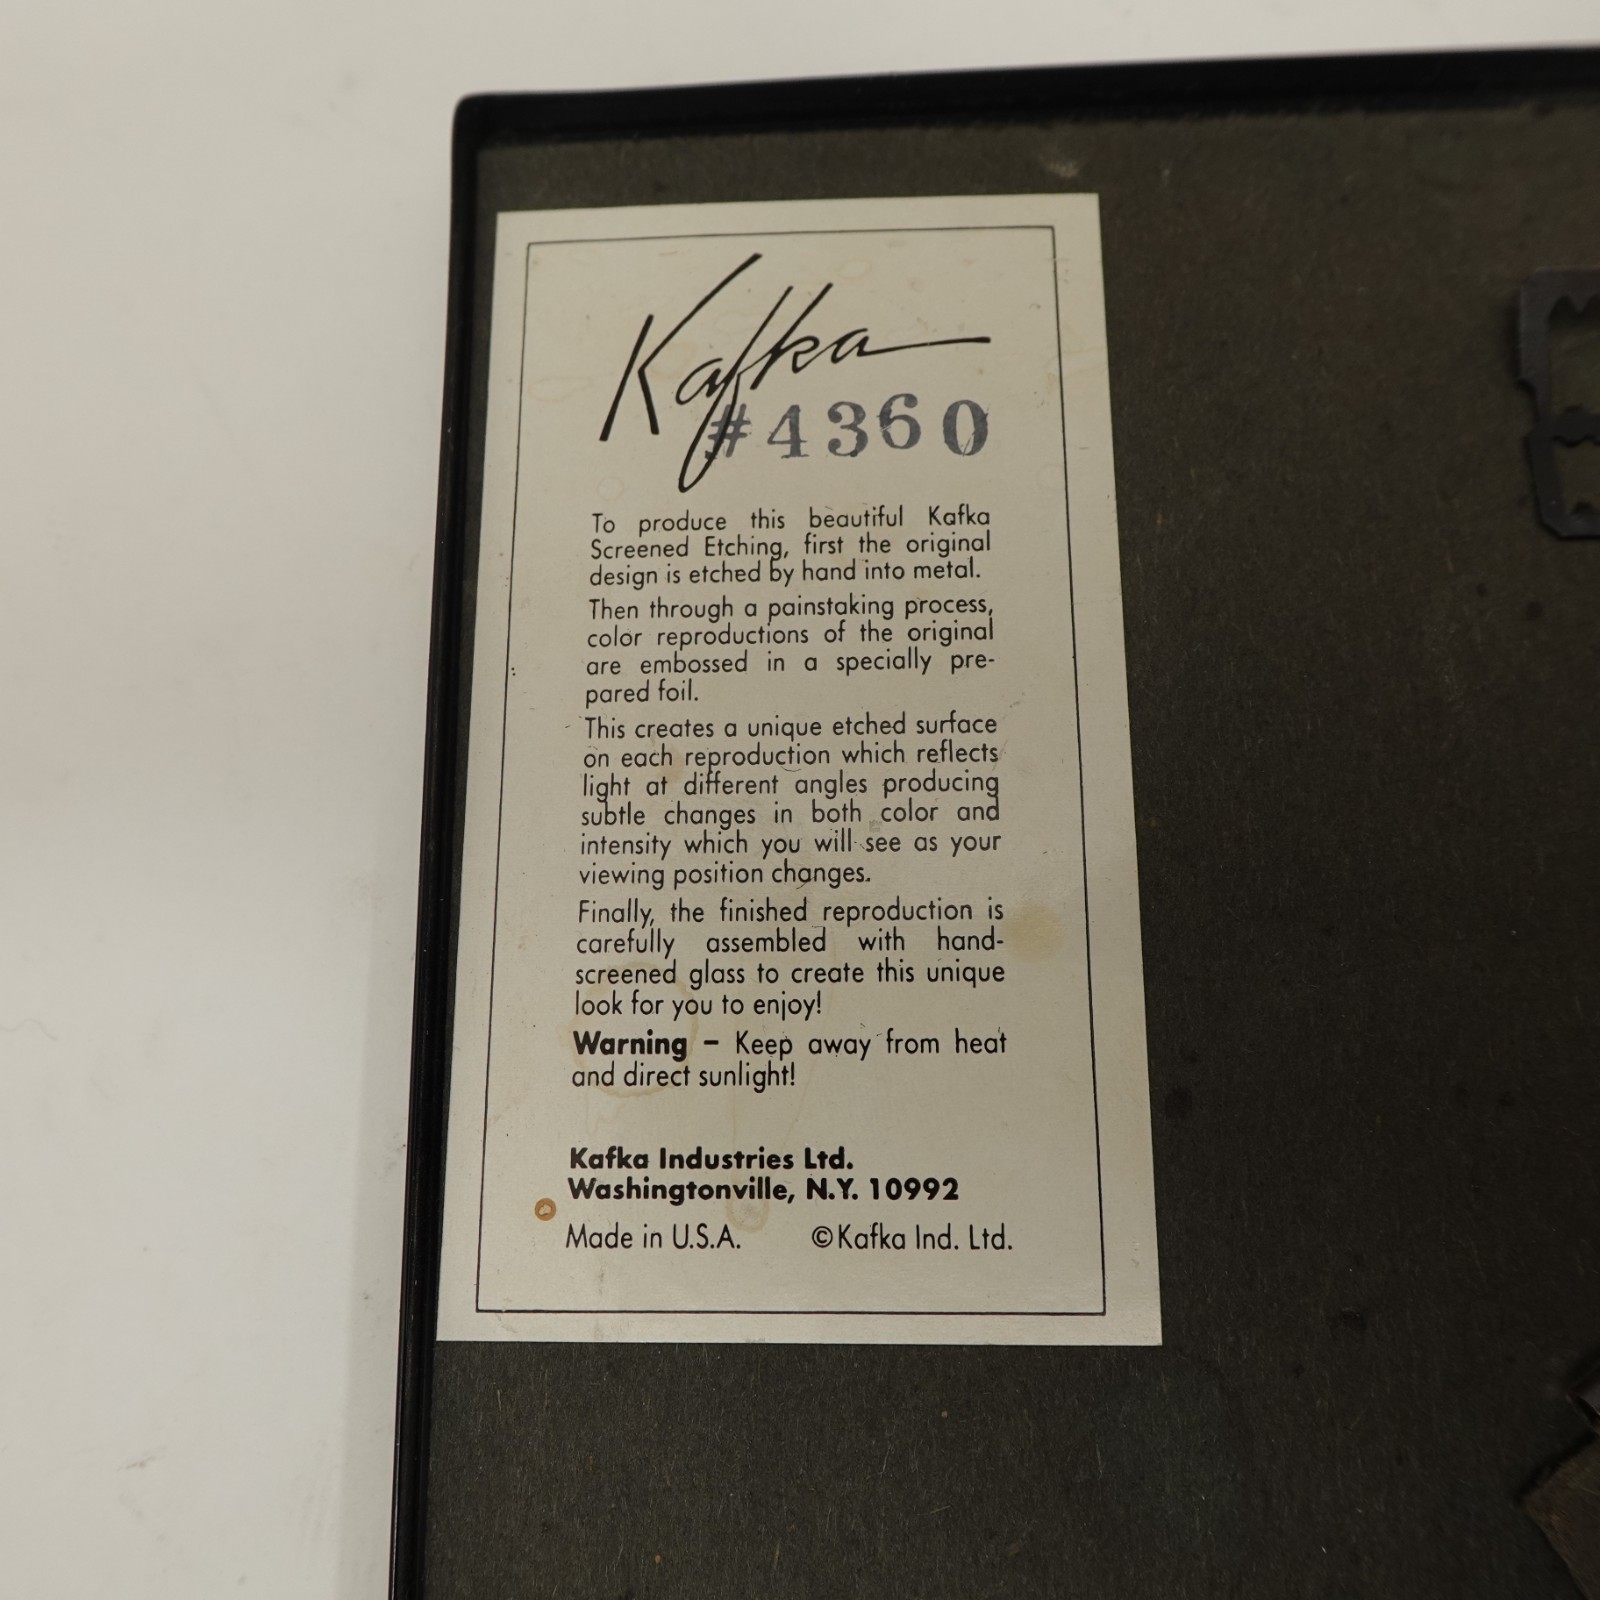 Kafka
#4360
To produce this beautiful Kafka
Screened Etching, first the original
design is etched by hand into metal.
Then through a painstaking process,
color reproductions of the original
are embossed in a specially pre-
pared foil.
This creates a unique etched surface
on each reproduction which reflects
light at different angles producing
subtle changes in both color and
intensity which you will see as your
viewing position changes.
Finally, the finished reproduction is
carefully assembled with hand-
screened glass to create this unique
look for you to enjoy!
Warning – Keep away from heat
and direct sunlight!
Kafka Industries Ltd.
Washingtonville, N.Y. 10992
Made in U.S.A. ©Kafka Ind. Ltd.